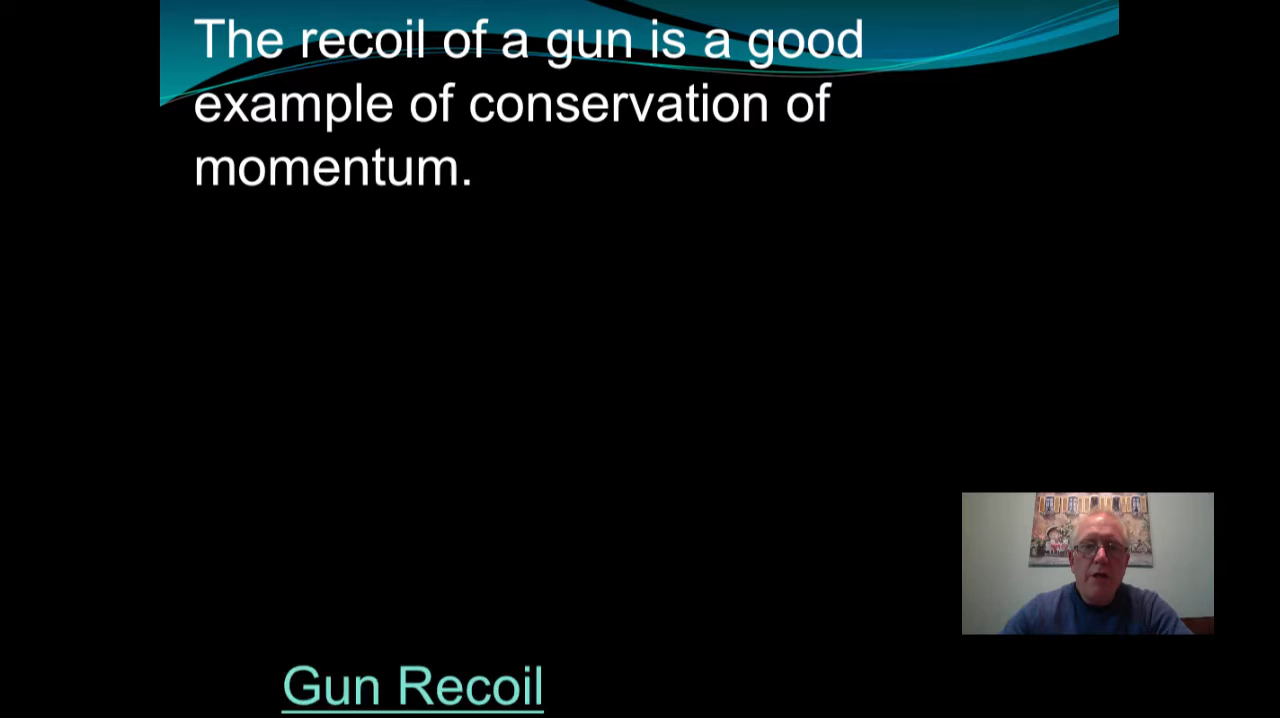 The recoil of a gun is a good
example of conservation of
momentum.
Gun Recoil